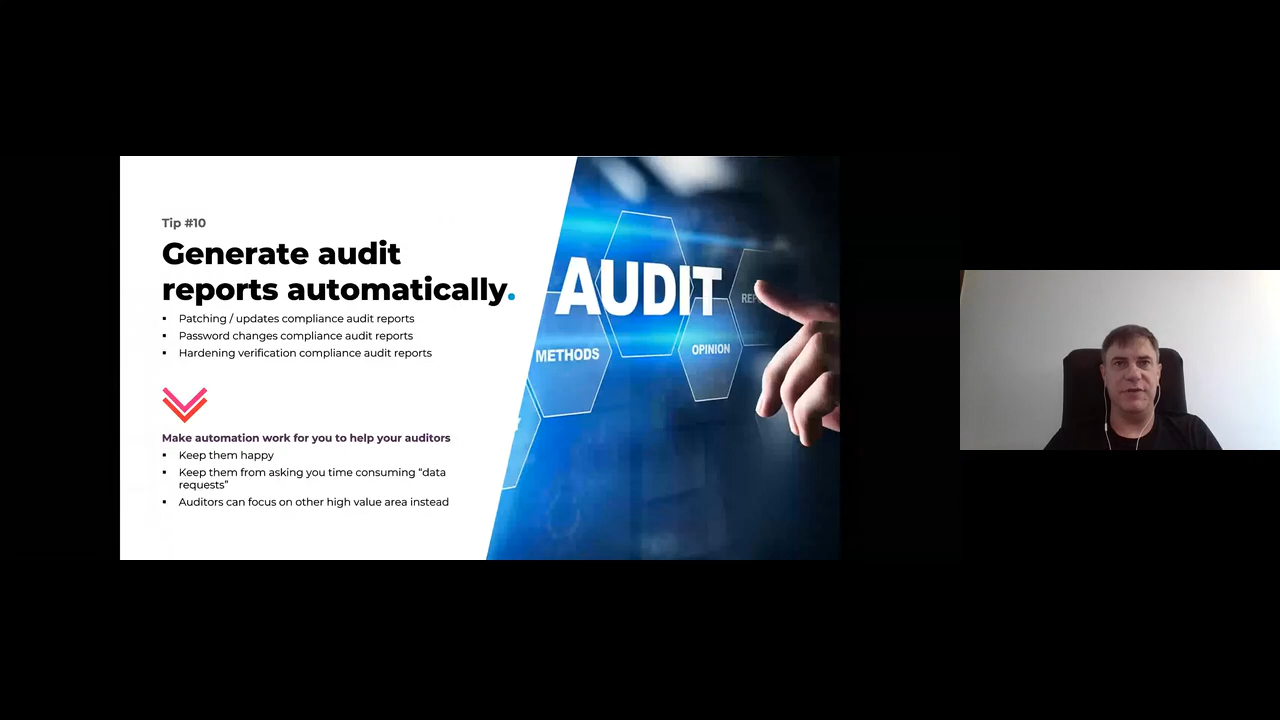 Tip #10
Generate audit
reports automatically.
▪ Patching / updates compliance audit reports
▪ Password changes compliance audit reports
▪ Hardening verification compliance audit reports
Make automation work for you to help your auditors
▪ Keep them happy
▪ Keep them from asking you time consuming “data
requests”
▪ Auditors can focus on other high value area instead
AUDIT
METHODS
OPINION